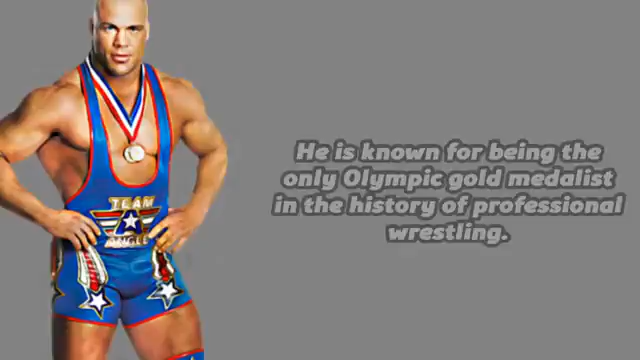 TEAM
ANGLE
He is known for being the
only Olympic gold medalist
in the history of professional
wrestling.